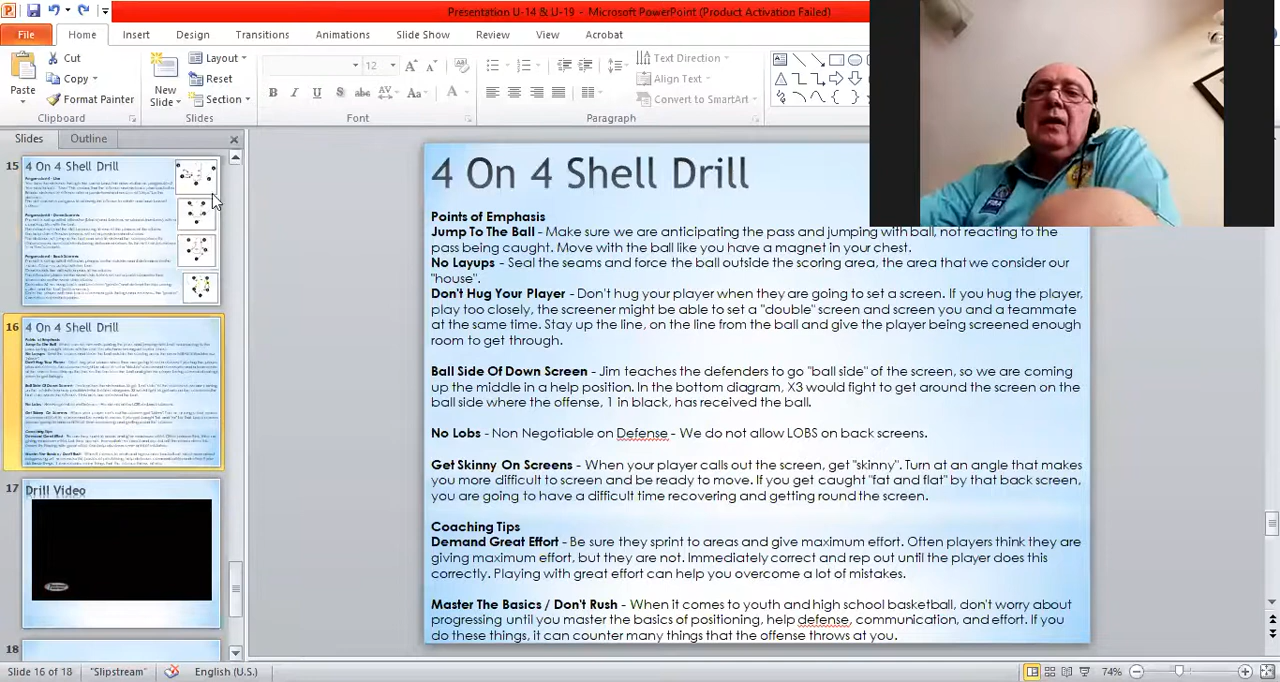 Presentation U-14 & U-19 - Microsoft PowerPoint (Product Activation Failed)
File Home Insert Design Transitions Animations Slide Show Review View Acrobat
Paste
Cut
Copy
Format Painter
Clipboard
New
Slide
Layout
Reset
Section
Slides
12
Font
Text Direction
Align Text
Convert to SmartArt
Paragraph
Slides Outline
15
4 On 4 Shell Drill
16
4 On 4 Shell Drill
17
Drill Video
18
4 On 4 Shell Drill
Points of Emphasis
Jump To The Ball - Make sure we are anticipating the pass and jumping with ball, not reacting to the
pass being caught. Move with the ball like you have a magnet in your chest.
and force the ball outside the scoring area, the area that we consider our
"house"
Don't Hug Your Player - Don't hug your player when they are going to set a screen. If you hug the player,
play too closely, the screener might be able to set a "double" screen and screen you and a teammate
at the same time. Stay up the line, on the line from the ball and give the player being screened enough
room to get through.
Ball Side Of Down Screen - This teaches the defenders to go "ball side" of the screen, so we are coming
up the middle in help position in the bottom diagram. We want to get around the screen on the
ball side before the offense, 1 in black, has received the ball.
No Lobs - Non Negotiable in Defense - We do not allow LOBS on back screens.
Get Skinny On Screens - When your player calls out the screen, get "skinny". Turn at an angle that makes
you more difficult to screen and be ready to move. If you get caught "fat and flat" by that back screen,
you are going to have a difficult time recovering and getting round the screen.
Coaching Tips
Demand Great Effort - Be sure they sprint to areas and give maximum effort. Often players think they are
giving maximum effort, but they are not. Immediately correct and rep out until the player does this
correctly. Playing with great effort can help you overcome a lot of mistakes.
Master The Basics / Don't Rush - When it comes to youth and high school basketball, don't worry about
progressing until you master the basics of positioning, help defense, communication, and effort. If you
do these things, it can counter many things that the offense throws at you.
Slide 16 of 18 "Slipstream" English (U.S.) 74%